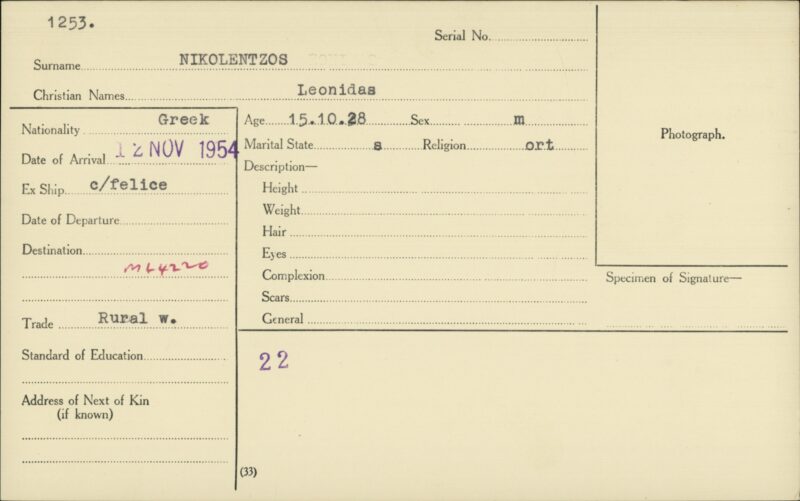 1253.
Serial No.
Surname NIKOLENTZOS
Christian Names Leonidas
Nationality Greek
Date of Arrival 12 NOV 1954
Ex Ship c/felice
Date of Departure
Destination
M64220
Trade Rural w.
Standard of Education
Address of Next of Kin
(if known)
Age 15.10.28 Sex m
Marital State s Religion ort
Description—
Height
Weight
Hair
Eyes
Complexion
Scars
General
22
(33)
Photograph.
Specimen of Signature—